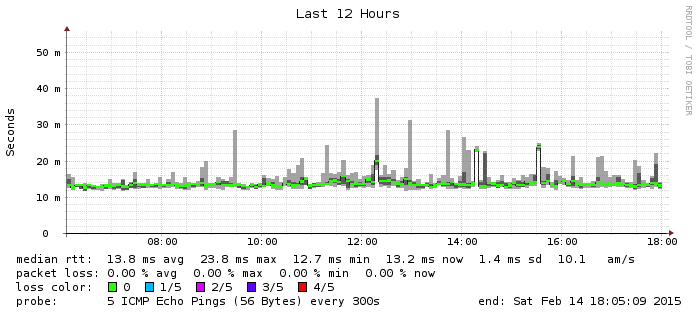 Last 12 Hours
RRDTOOL / TOBI OETIKER
Seconds
50 m
40 m
30 m
20 m
10 m
0
08:00 10:00 12:00 14:00 16:00 18:00
median rtt: 13.8 ms avg 23.8 ms max 12.7 ms min 13.2 ms now 1.4 ms sd 10.1 am/s
packet loss: 0.00 % avg 0.00 % max 0.00 % min 0.00 % now
loss color: 0 1/5 2/5 3/5 4/5
probe: 5 ICMP Echo Pings (56 Bytes) every 300s end: Sat Feb 14 18:05:09 2015